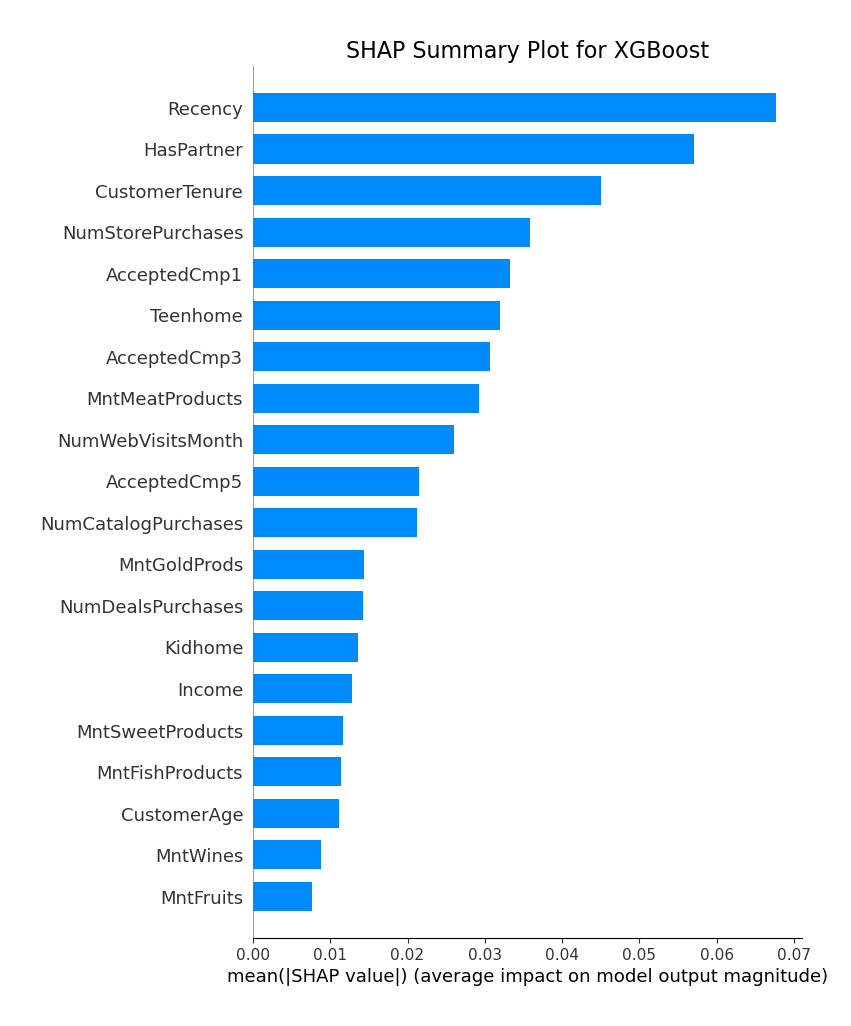 SHAP Summary Plot for XGBoost
Recency
HasPartner
CustomerTenure
NumStorePurchases
AcceptedCmp1
Teenhome
AcceptedCmp3
MntMeatProducts
NumWebVisitsMonth
AcceptedCmp5
NumCatalogPurchases
MntGoldProds
NumDealsPurchases
Kidhome
Income
MntSweetProducts
MntFishProducts
CustomerAge
MntWines
MntFruits
0.00 0.01 0.02 0.03 0.04 0.05 0.06 0.07
mean(|SHAP value|) (average impact on model output magnitude)